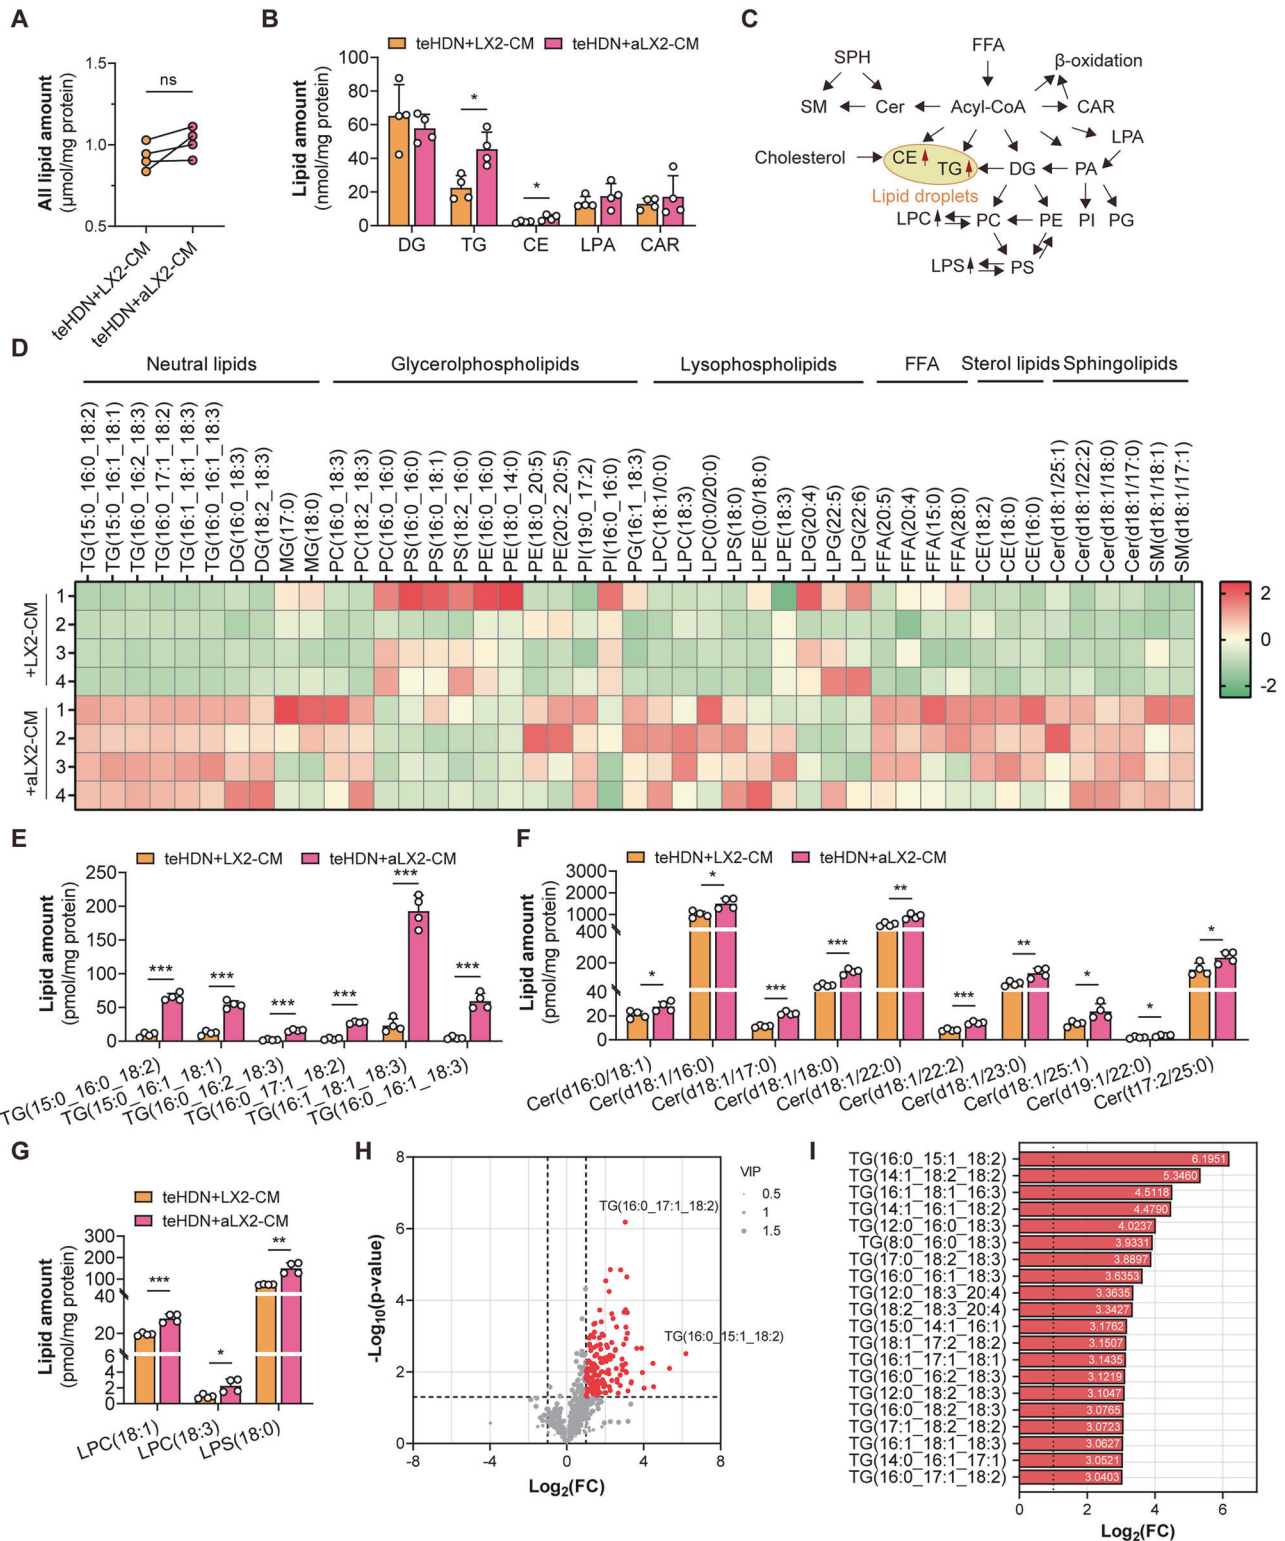 A
1.5
1.0
0.5
All lipid amount
(μmol/mg protein)
ns
teHDN+LX2-CM
teHDN+aLX2-CM
B
teHDN+LX2-CM
teHDN+aLX2-CM
Lipid amount
(nmol/mg protein)
100
80
60
40
20
0
*
*
DG
TG
CE
LPA
CAR
C
FFA
SPH
β-oxidation
SM
Cer
Acyl-CoA
CAR
LPA
Cholesterol
CE
TG
DG
PA
Lipid droplets
LPC
PC
PE
PI
PG
LPS
PS
D
Neutral lipids
Glycerolphospholipids
Lysophospholipids
FFA
Sterol lipids
Sphingolipids
TG(15:0_16:0_18:2)
TG(15:0_16:1_18:1)
TG(16:0_16:2_18:3)
TG(16:0_17:1_18:2)
TG(16:1_18:1_18:3)
TG(16:0_16:1_18:3)
DG(16:0_18:3)
DG(18:2_18:3)
MG(17:0)
MG(18:0)
PC(16:0_18:3)
PC(18:2_18:3)
PC(16:0_16:0)
PS(16:0_16:0)
PS(16:0_18:1)
PS(18:2_16:0)
PE(16:0_16:0)
PE(18:0_14:0)
PE(18:0_20:5)
PE(20:2_20:5)
PI(19:0_17:2)
PI(16:0_16:0)
PG(16:1_18:3)
LPC(18:1/0:0)
LPC(18:3)
LPC(0:0/20:0)
LPS(18:0)
LPE(0:0/18:0)
LPE(18:3)
LPG(20:4)
LPG(22:5)
LPG(22:6)
FFA(20:5)
FFA(20:4)
FFA(15:0)
FFA(28:0)
CE(18:2)
CE(18:0)
CE(16:0)
Cer(d18:1/25:1)
Cer(d18:1/22:2)
Cer(d18:1/18:0)
Cer(d18:1/17:0)
SM(d18:1/18:1)
SM(d18:1/17:1)
+LX2-CM
1
2
3
4
+aLX2-CM
1
2
3
4
2
0
-2
E
teHDN+LX2-CM
teHDN+aLX2-CM
Lipid amount
(pmol/mg protein)
250
200
150
100
50
0
***
***
***
***
***
***
TG(15:0_16:0_18:2)
TG(15:0_16:1_18:1)
TG(16:0_16:2_18:3)
TG(16:0_17:1_18:2)
TG(16:1_18:1_18:3)
TG(16:0_16:1_18:3)
F
teHDN+LX2-CM
teHDN+aLX2-CM
Lipid amount
(pmol/mg protein)
3000
2000
1000
400
200
40
20
0
*
*
***
***
**
***
**
*
*
*
Cer(d16:0/18:1)
Cer(d18:1/16:0)
Cer(d18:1/17:0)
Cer(d18:1/18:0)
Cer(d18:1/22:0)
Cer(d18:1/22:2)
Cer(d18:1/23:0)
Cer(d18:1/25:1)
Cer(d19:1/22:0)
Cer(t17:2/25:0)
G
teHDN+LX2-CM
teHDN+aLX2-CM
Lipid amount
(pmol/mg protein)
300
200
100
40
20
6
4
2
0
***
*
**
LPC(18:1)
LPC(18:3)
LPS(18:0)
H
-Log10(p-value)
8
6
4
2
0
-8
-4
0
4
8
Log2(FC)
TG(16:0_17:1_18:2)
TG(16:0_15:1_18:2)
VIP
0.5
1
1.5
I
TG(16:0_15:1_18:2) 6.1951
TG(14:1_18:2_18:2) 5.3460
TG(16:1_18:1_16:3) 4.5118
TG(14:1_16:1_18:2) 4.4790
TG(12:0_16:0_18:3) 4.0237
TG(8:0_16:0_18:3) 3.9331
TG(17:0_18:2_18:3) 3.8897
TG(16:0_16:1_18:3) 3.6353
TG(12:0_18:3_20:4) 3.3635
TG(18:2_18:3_20:4) 3.3427
TG(15:0_14:1_16:1) 3.1762
TG(18:1_17:2_18:2) 3.1507
TG(16:1_17:1_18:1) 3.1435
TG(16:0_16:2_18:3) 3.1219
TG(12:0_18:2_18:3) 3.1047
TG(16:0_18:2_18:3) 3.0765
TG(17:1_18:2_18:2) 3.0723
TG(16:1_18:1_18:3) 3.0627
TG(14:0_16:1_17:1) 3.0521
TG(16:0_17:1_18:2) 3.0403
0
2
4
6
Log2(FC)